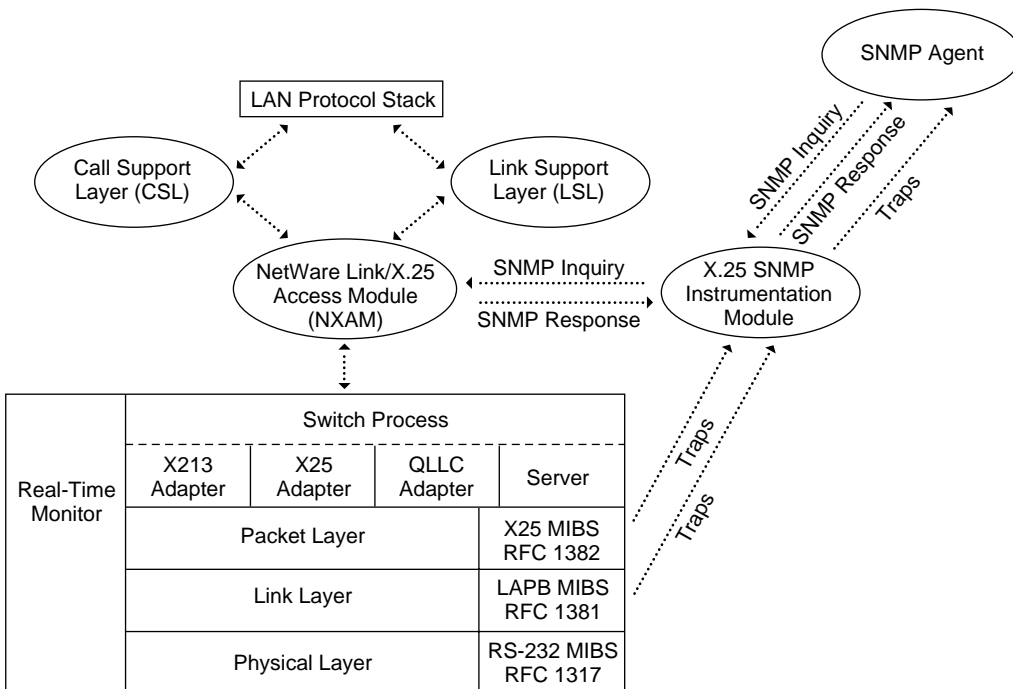 SNMP Agent
LAN Protocol Stack
Call Support
Layer (CSL)
Link Support
Layer (LSL)
SNMP Inquiry
SNMP Response
Traps
NetWare Link/X.25
Access Module
(NXAM)
SNMP Inquiry
SNMP Response
X.25 SNMP
Instrumentation
Module
Traps
Traps
Real-Time
Monitor
Switch Process
X213
Adapter
X25
Adapter
QLLC
Adapter
Server
Packet Layer
X25 MIBS
RFC 1382
Link Layer
LAPB MIBS
RFC 1381
Physical Layer
RS-232 MIBS
RFC 1317